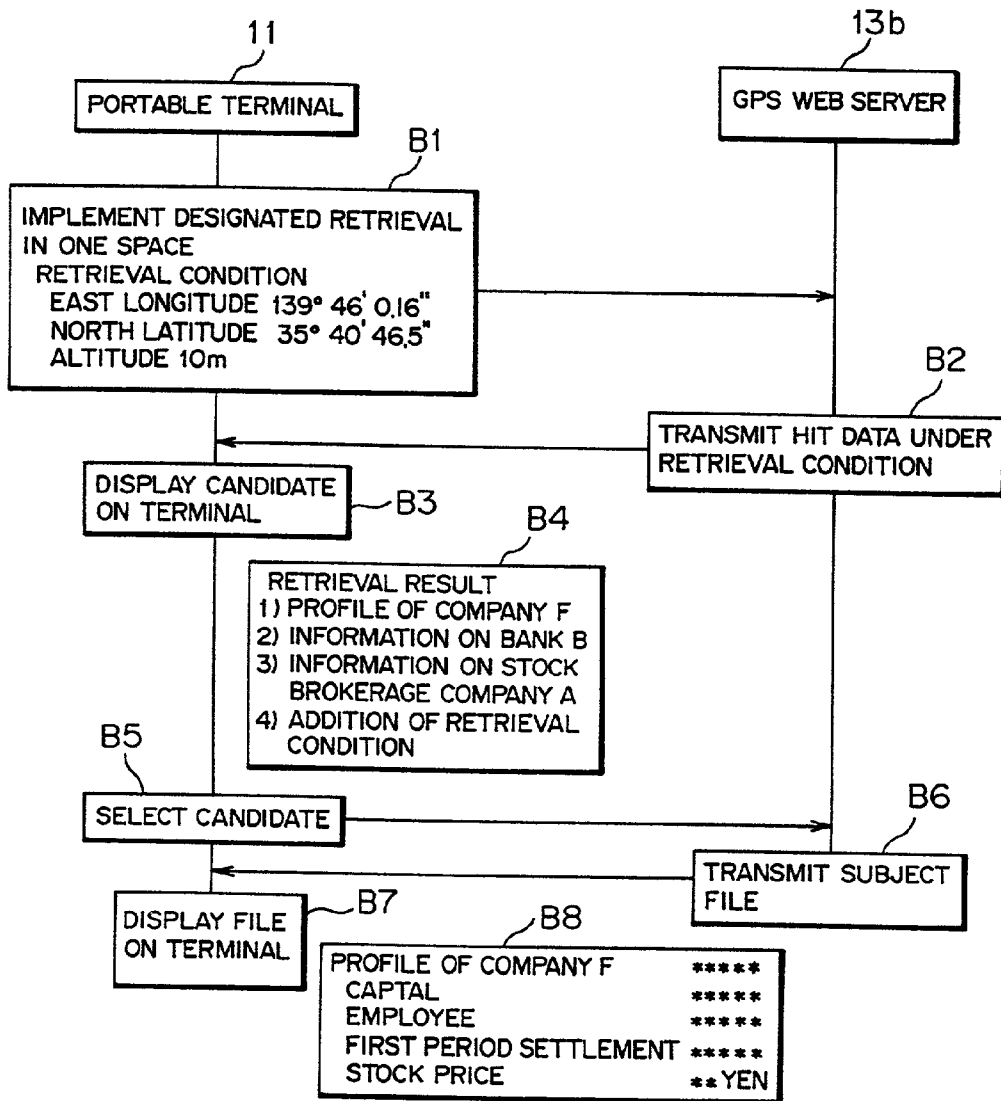 11
13b
PORTABLE TERMINAL
GPS WEB SERVER
B1
IMPLEMENT DESIGNATED RETRIEVAL
IN ONE SPACE
RETRIEVAL CONDITION
EAST LONGITUDE 139° 46' 0.16"
NORTH LATITUDE 35° 40' 46.5"
ALTITUDE 10m
B2
TRANSMIT HIT DATA UNDER
RETRIEVAL CONDITION
DISPLAY CANDIDATE
ON TERMINAL
B3
B4
RETRIEVAL RESULT
1) PROFILE OF COMPANY F
2) INFORMATION ON BANK B
3) INFORMATION ON STOCK
BROKERAGE COMPANY A
4) ADDITION OF RETRIEVAL
CONDITION
B5
SELECT CANDIDATE
B6
TRANSMIT SUBJECT
FILE
DISPLAY FILE
ON TERMINAL
B7
B8
PROFILE OF COMPANY F *****
CAPTAL *****
EMPLOYEE *****
FIRST PERIOD SETTLEMENT *****
STOCK PRICE **YEN